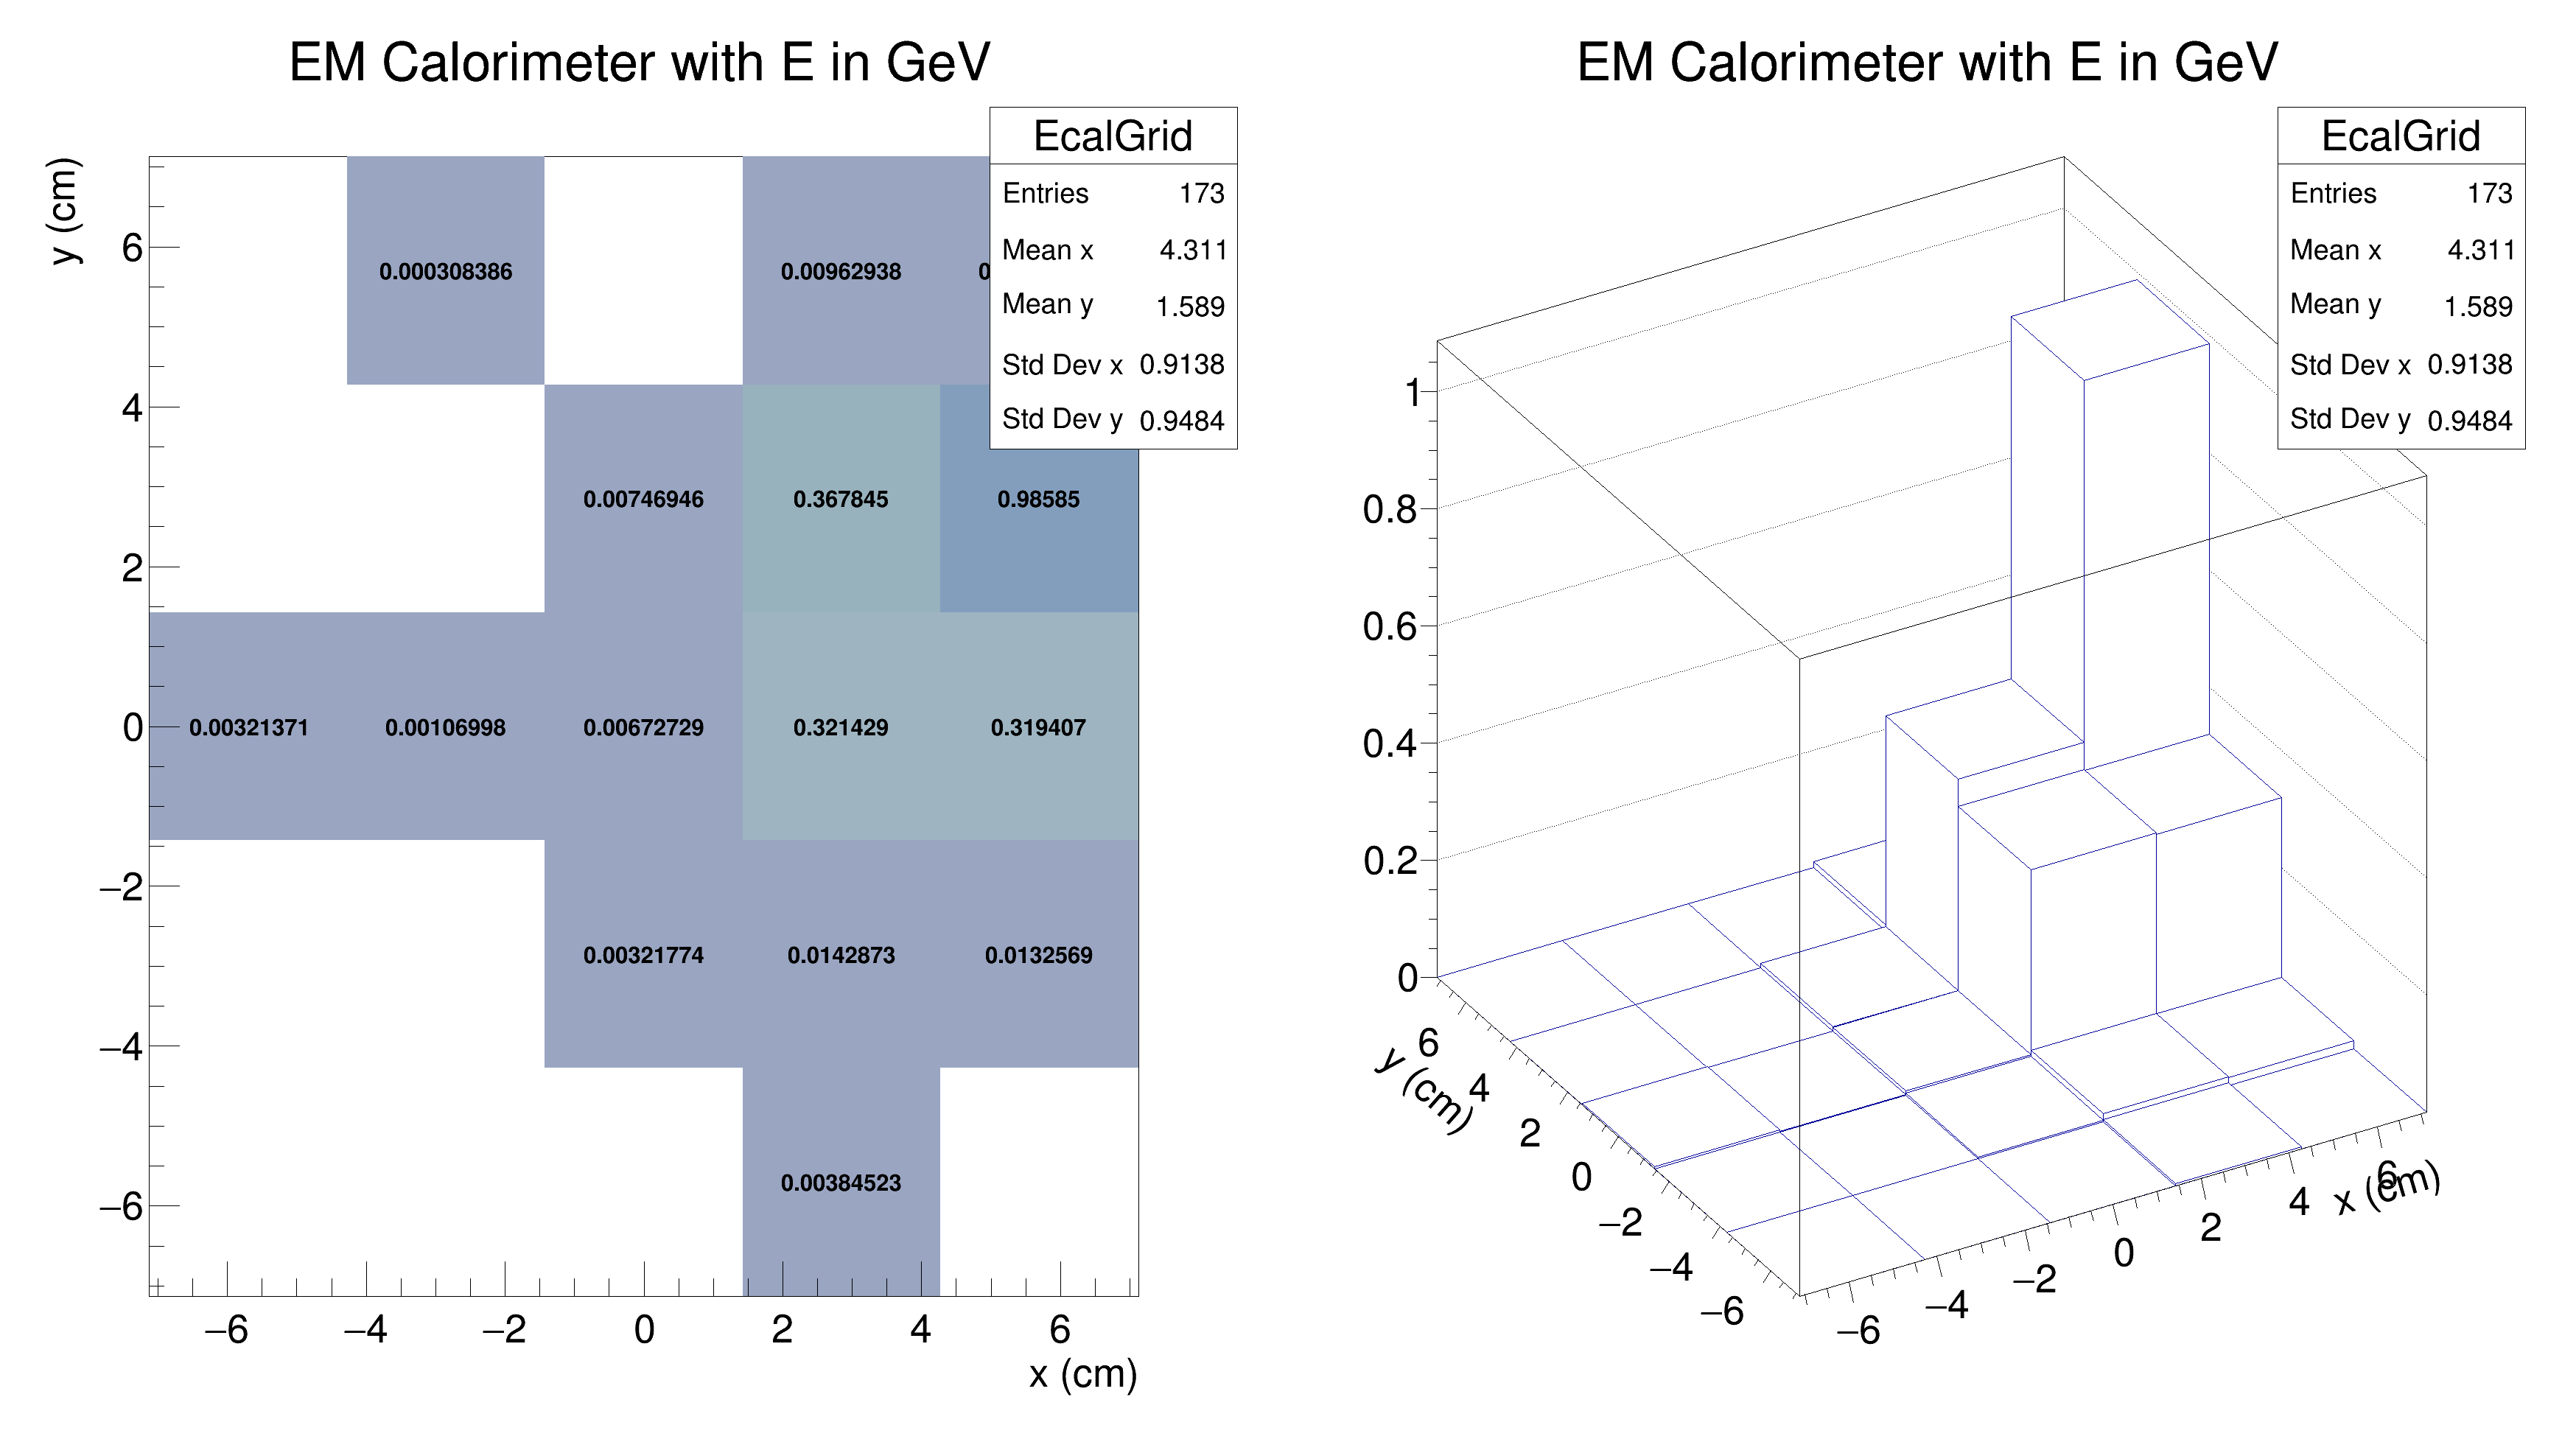 EM Calorimeter with E in GeV
EcalGrid
Entries 173
Mean x 4.311
Mean y 1.589
Std Dev x 0.9138
Std Dev y 0.9484
y (cm)
6
4
2
0
−2
−4
−6
0.000308386 0.00962938
0.00746946 0.367845 0.98585
0.00321371 0.00106998 0.00672729 0.321429 0.319407
0.00321774 0.0142873 0.0132569
0.00384523
−6 −4 −2 0 2 4 6
x (cm)
EM Calorimeter with E in GeV
EcalGrid
Entries 173
Mean x 4.311
Mean y 1.589
Std Dev x 0.9138
Std Dev y 0.9484
1
0.8
0.6
0.4
0.2
0
y (cm)
6
4
2
0
−2
−4
−6
−6 −4 −2 0 2 4 6
x (cm)